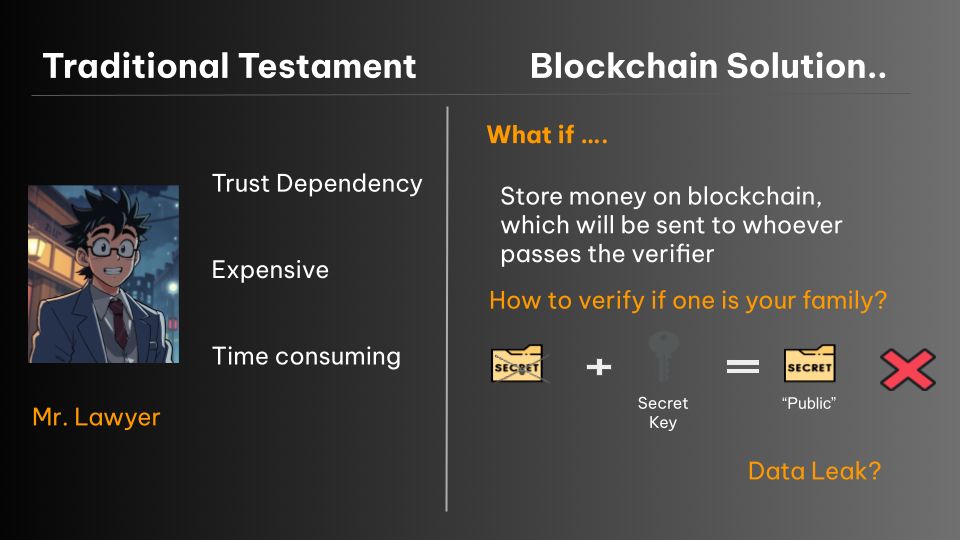 Traditional Testament
Blockchain Solution..
Trust Dependency
Expensive
Time consuming
Mr. Lawyer
What if ....
Store money on blockchain,
which will be sent to whoever
passes the verifier
How to verify if one is your family?
SECRET
+
=
SECRET
Secret
Key
“Public”
Data Leak?